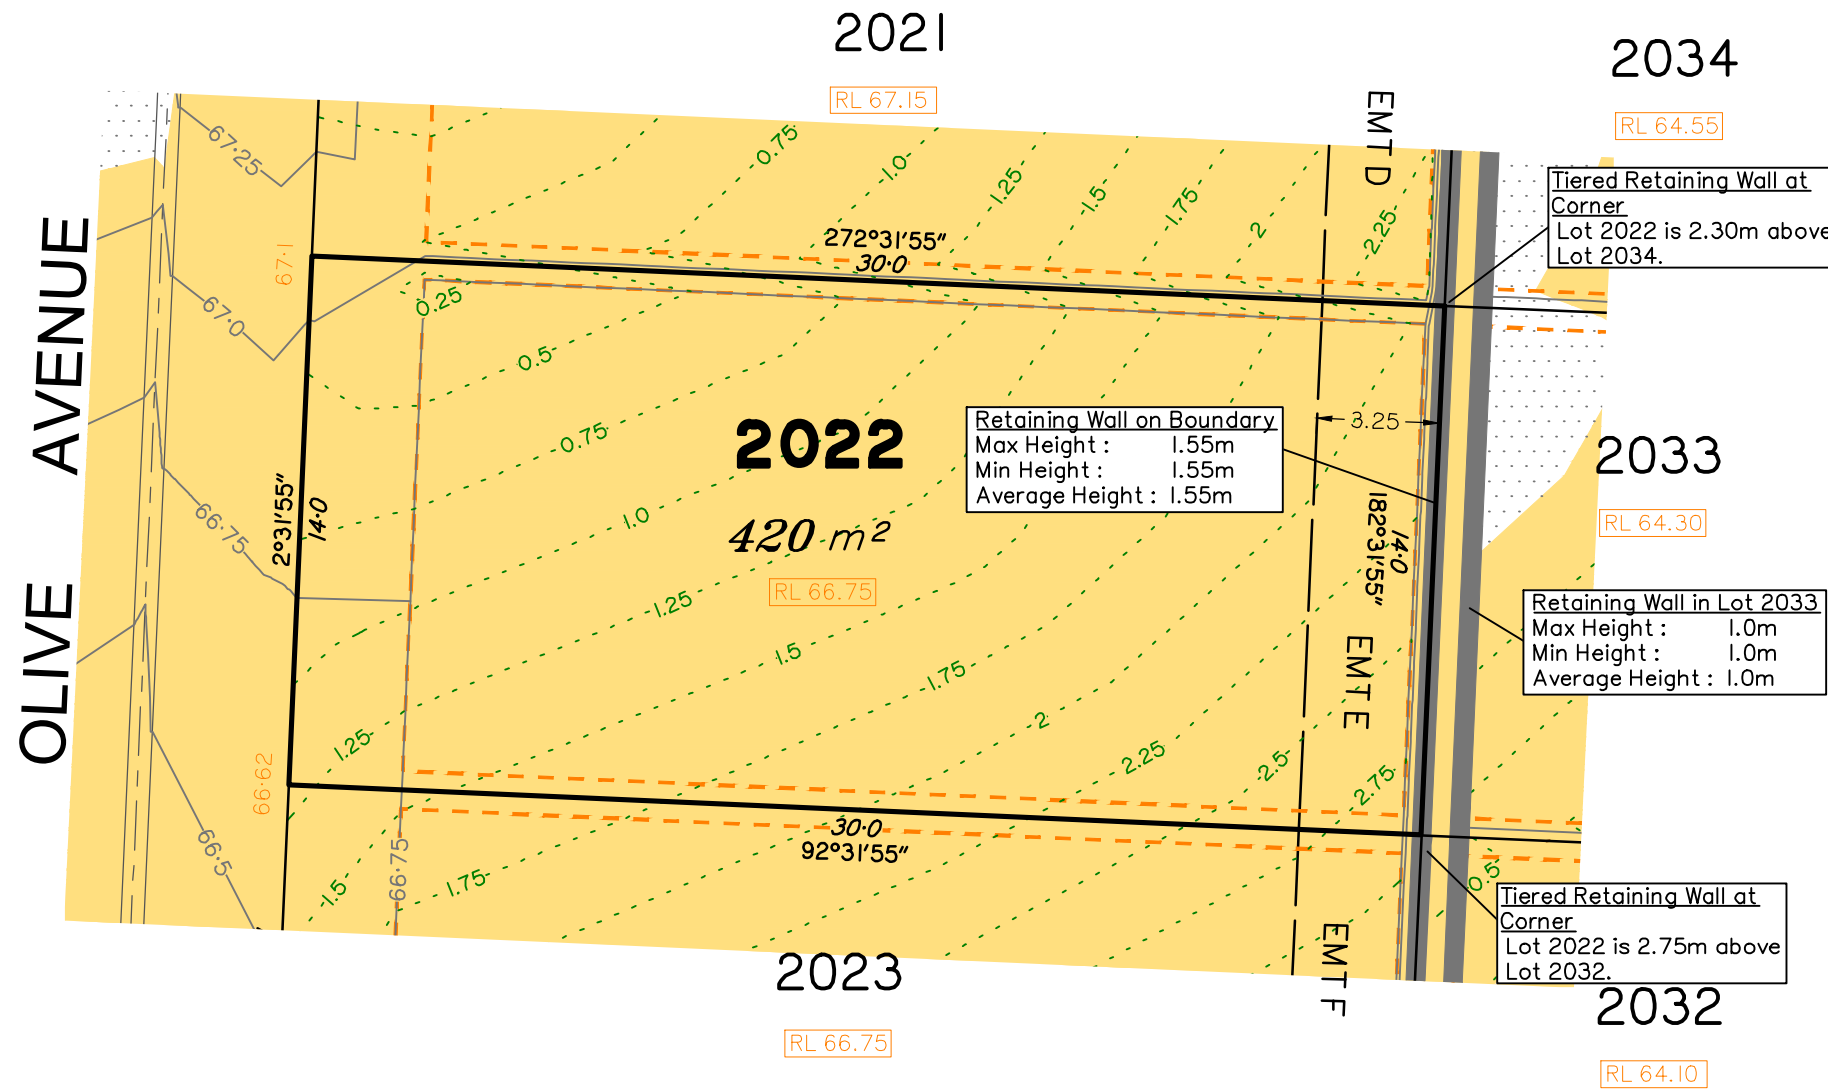 2021
2034
RL 67.15
RL 64.55
EMT D
67·25
0.75
1.0
1.25
1.5
1.75
2
2.25
Tiered Retaining Wall at
Corner
Lot 2022 is 2.30m above
Lot 2034.
OLIVE AVENUE
67·1
272°31'55"
30·0
67·0
0.25
0.5
0.75
2022
Retaining Wall on Boundary
Max Height : 1.55m
Min Height : 1.55m
Average Height : 1.55m
3.25
2033
RL 64.30
2°31'55"
14·0
66·75
1.0
420 m²
RL 66.75
182°31'55"
14·0
1.25
1.5
1.75
2
2.25
2.5
2.75
EMT E
Retaining Wall in Lot 2033
Max Height : 1.0m
Min Height : 1.0m
Average Height : 1.0m
66·62
1.25
30·0
92°31'55"
66·5
1.5
66·75
1.75
0.5
Tiered Retaining Wall at
Corner
Lot 2022 is 2.75m above
Lot 2032.
EMT F
2023
2032
RL 66.75
RL 64.10